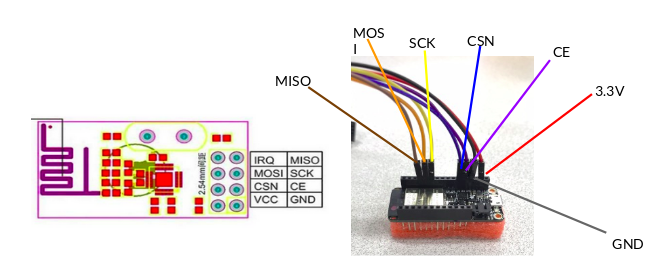 MOS
I
SCK
CSN
CE
MISO
3.3V
2.54mm间距
IRQ MISO
MOSI SCK
CSN CE
VCC GND
GND